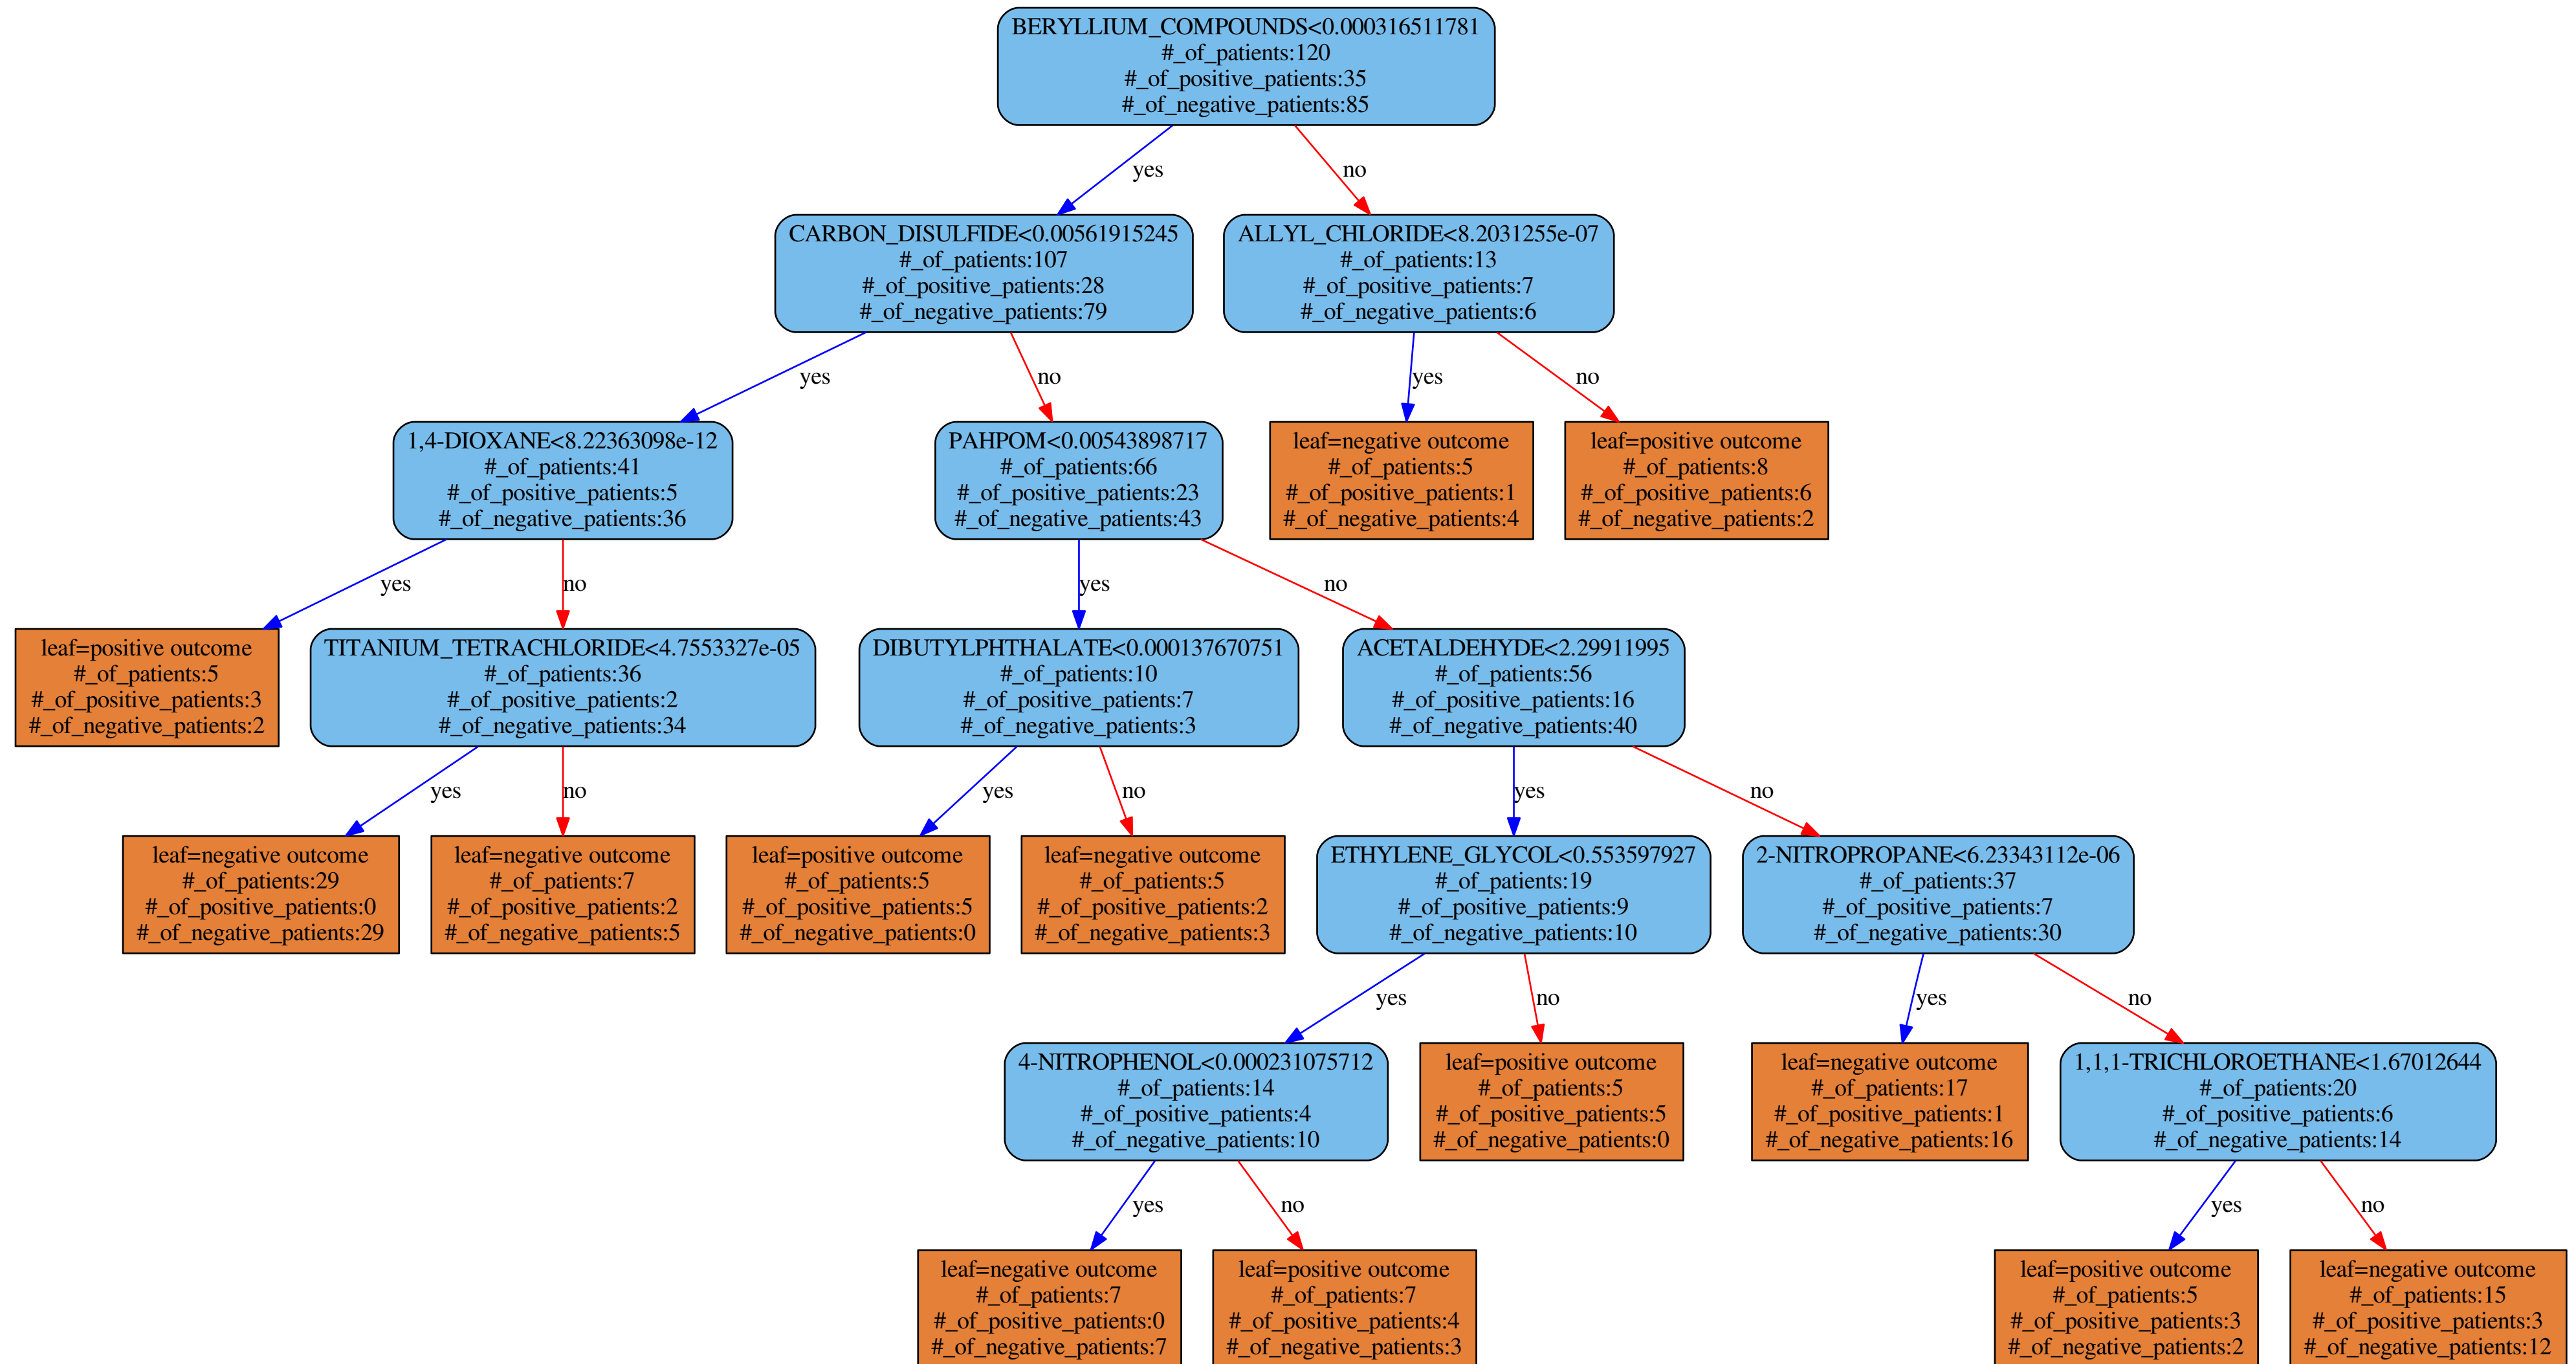 BERYLLIUM_COMPOUNDS<0.000316511781
#_of_patients:120
#_of_positive_patients:35
#_of_negative_patients:85
yes
no
CARBON_DISULFIDE<0.00561915245
#_of_patients:107
#_of_positive_patients:28
#_of_negative_patients:79
ALLYL_CHLORIDE<8.2031255e-07
#_of_patients:13
#_of_positive_patients:7
#_of_negative_patients:6
yes
no
yes
no
1,4-DIOXANE<8.22363098e-12
#_of_patients:41
#_of_positive_patients:5
#_of_negative_patients:36
PAHPOM<0.00543898717
#_of_patients:66
#_of_positive_patients:23
#_of_negative_patients:43
leaf=negative outcome
#_of_patients:5
#_of_positive_patients:1
#_of_negative_patients:4
leaf=positive outcome
#_of_patients:8
#_of_positive_patients:6
#_of_negative_patients:2
yes
no
yes
no
leaf=positive outcome
#_of_patients:5
#_of_positive_patients:3
#_of_negative_patients:2
TITANIUM_TETRACHLORIDE<4.7553327e-05
#_of_patients:36
#_of_positive_patients:2
#_of_negative_patients:34
DIBUTYLPHTHALATE<0.000137670751
#_of_patients:10
#_of_positive_patients:7
#_of_negative_patients:3
ACETALDEHYDE<2.29911995
#_of_patients:56
#_of_positive_patients:16
#_of_negative_patients:40
yes
no
yes
no
yes
no
leaf=negative outcome
#_of_patients:29
#_of_positive_patients:0
#_of_negative_patients:29
leaf=negative outcome
#_of_patients:7
#_of_positive_patients:2
#_of_negative_patients:5
leaf=positive outcome
#_of_patients:5
#_of_positive_patients:5
#_of_negative_patients:0
leaf=negative outcome
#_of_patients:5
#_of_positive_patients:2
#_of_negative_patients:3
ETHYLENE_GLYCOL<0.553597927
#_of_patients:19
#_of_positive_patients:9
#_of_negative_patients:10
2-NITROPROPANE<6.23343112e-06
#_of_patients:37
#_of_positive_patients:7
#_of_negative_patients:30
yes
no
yes
no
4-NITROPHENOL<0.000231075712
#_of_patients:14
#_of_positive_patients:4
#_of_negative_patients:10
leaf=positive outcome
#_of_patients:5
#_of_positive_patients:5
#_of_negative_patients:0
leaf=negative outcome
#_of_patients:17
#_of_positive_patients:1
#_of_negative_patients:16
1,1,1-TRICHLOROETHANE<1.67012644
#_of_patients:20
#_of_positive_patients:6
#_of_negative_patients:14
yes
no
yes
no
leaf=negative outcome
#_of_patients:7
#_of_positive_patients:0
#_of_negative_patients:7
leaf=positive outcome
#_of_patients:7
#_of_positive_patients:4
#_of_negative_patients:3
leaf=positive outcome
#_of_patients:5
#_of_positive_patients:3
#_of_negative_patients:2
leaf=negative outcome
#_of_patients:15
#_of_positive_patients:3
#_of_negative_patients:12